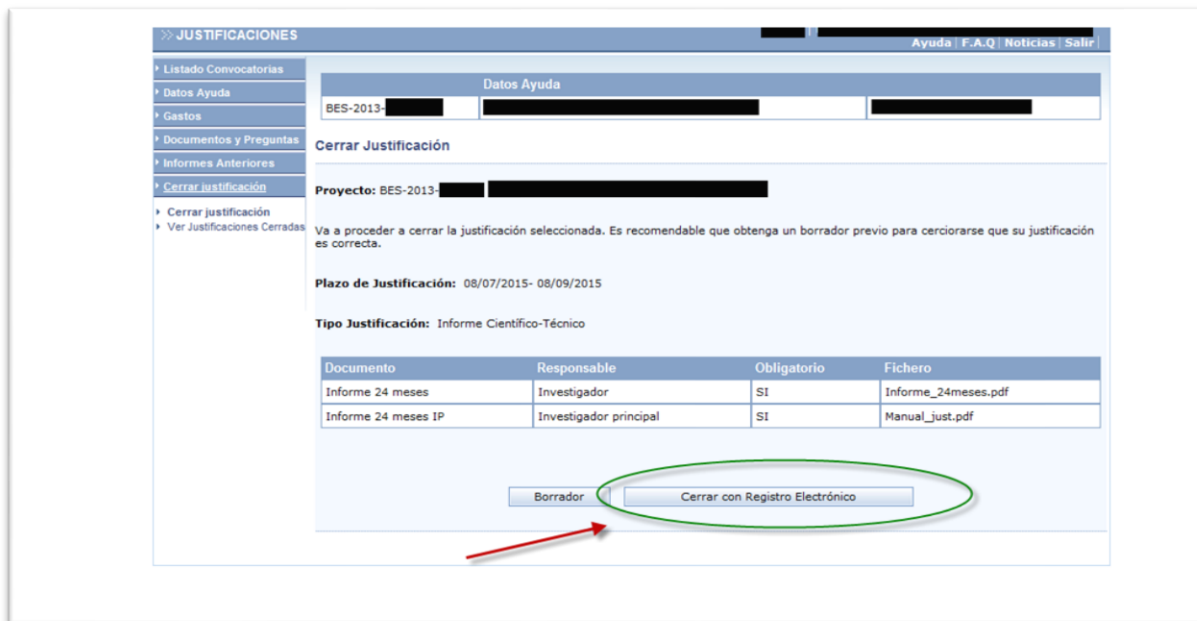 >> JUSTIFICACIONES
Ayuda | F.A.Q | Noticias | Salir |
Listado Convocatorias
Datos Ayuda
Gastos
Documentos y Preguntas
Informes Anteriores
Cerrar justificación
Cerrar justificación
Ver Justificaciones Cerradas
Datos Ayuda
BES-2013-
Cerrar Justificación
Proyecto: BES-2013-
Va a proceder a cerrar la justificación seleccionada. Es recomendable que obtenga un borrador previo para cerciorarse que su justificación
es correcta.
Plazo de Justificación: 08/07/2015- 08/09/2015
Tipo Justificación: Informe Científico-Técnico
Documento Responsable Obligatorio Fichero
Informe 24 meses Investigador SI Informe_24meses.pdf
Informe 24 meses IP Investigador principal SI Manual_just.pdf
Borrador Cerrar con Registro Electrónico